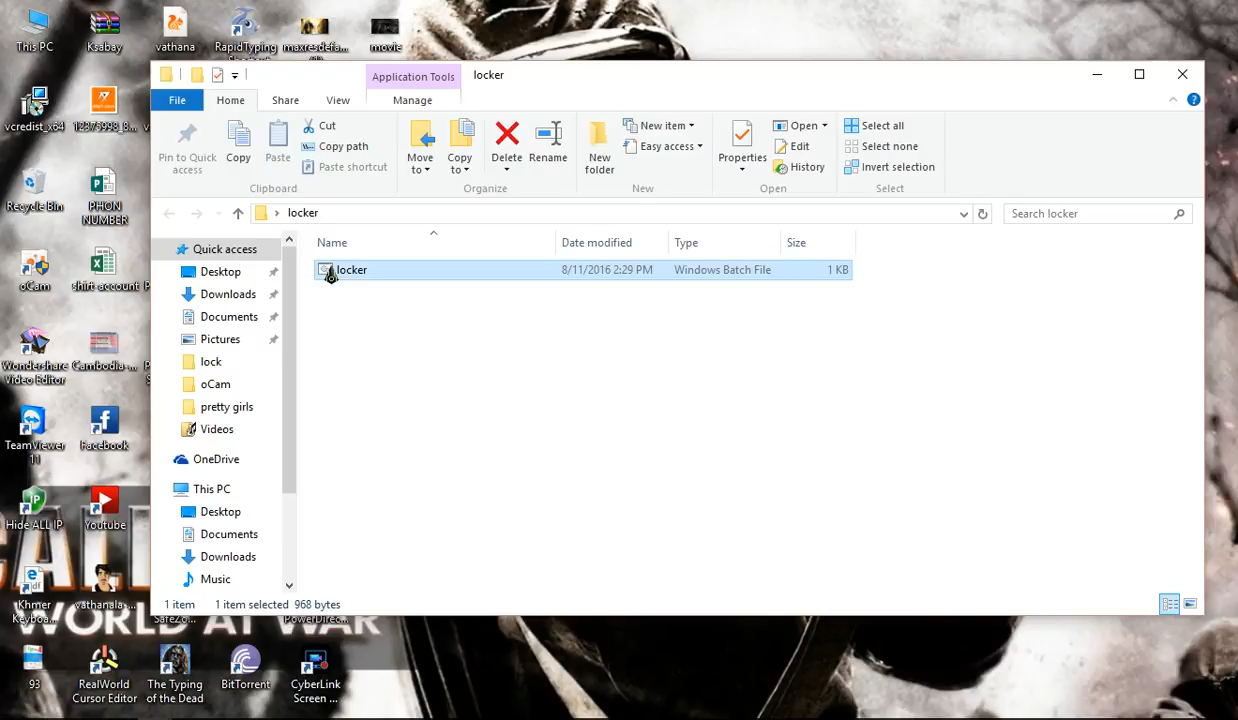 This PC
Ksabay
vathana
RapidTyping
maxresdefa...
movie
locker
Application Tools
File
Home
Share
View
Manage
Pin to Quick access
Copy
Paste
Cut
Copy path
Paste shortcut
Clipboard
Move to
Copy to
Delete
Rename
Organize
New folder
New item
Easy access
New
Properties
Open
Edit
History
Open
Select all
Select none
Invert selection
Select
locker
Search locker
Name
Date modified
Type
Size
locker
8/11/2016 2:29 PM
Windows Batch File
1 KB
Quick access
Desktop
Downloads
Documents
Pictures
lock
oCam
pretty girls
Videos
OneDrive
This PC
Desktop
Documents
Downloads
Music
1 item
1 item selected 968 bytes
vcredist_x64
Recycle Bin
PHON
NUMBER
oCam
shirt-account
Wondershare
Video Editor
Cambodia-...
TeamViewer
11
Facebook
Hide ALL IP
Youtube
Khmer
Keyboa...
vathanala-...
SafeZo...
PowerDirec...
WORLD AT WAR
93
RealWorld
Cursor Editor
The Typing
of the Dead
BitTorrent
CyberLink
Screen ...